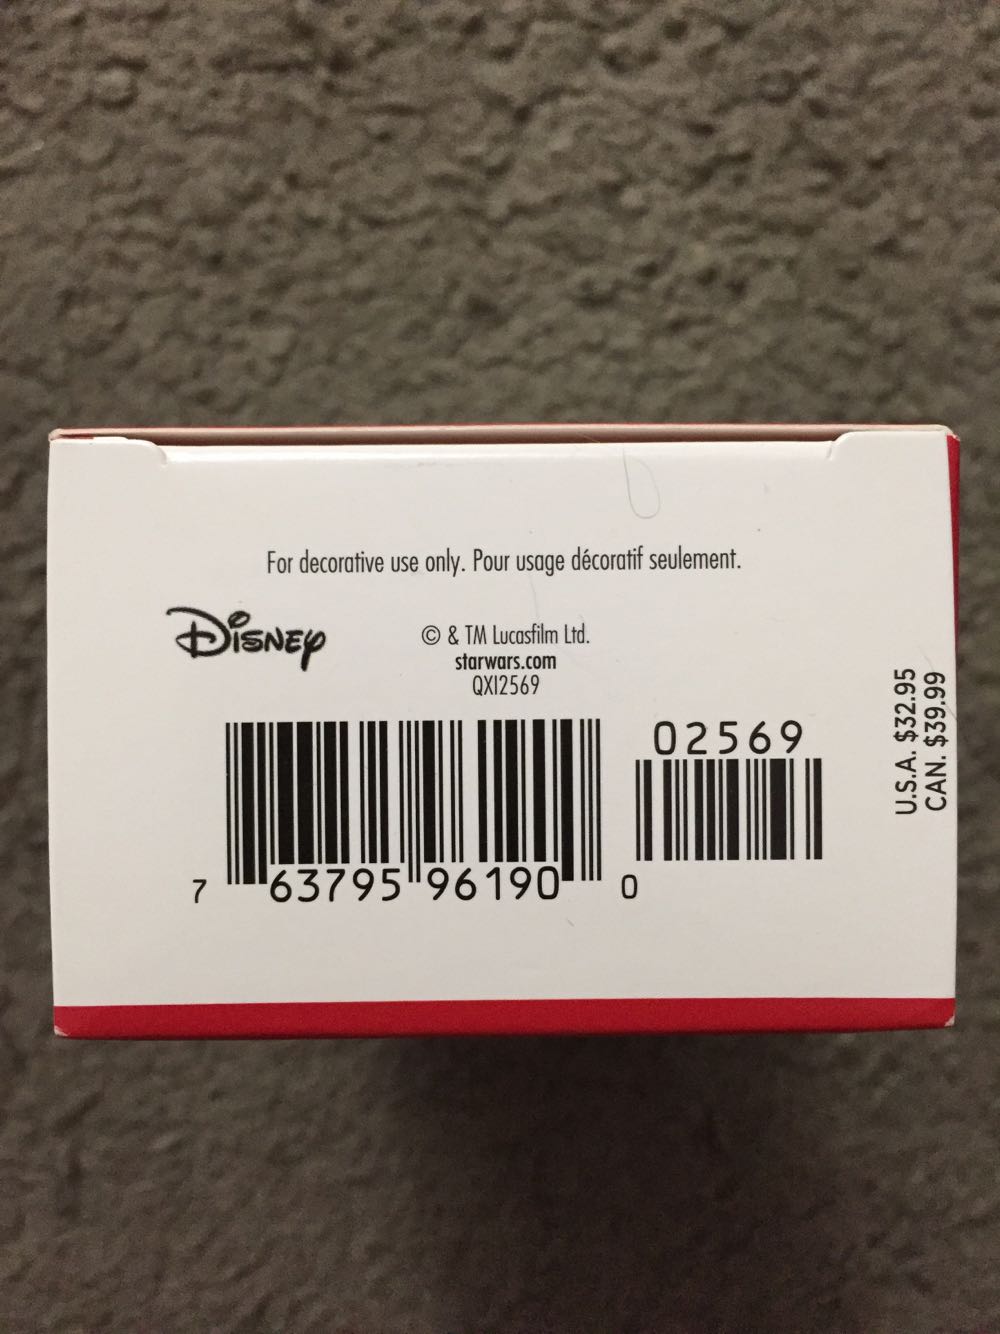 For decorative use only. Pour usage décoratif seulement.
Disney
© & TM Lucasfilm Ltd.
starwars.com
QXI2569
02569
7 63795 96190 0
U.S.A. $32.95
CAN. $39.99